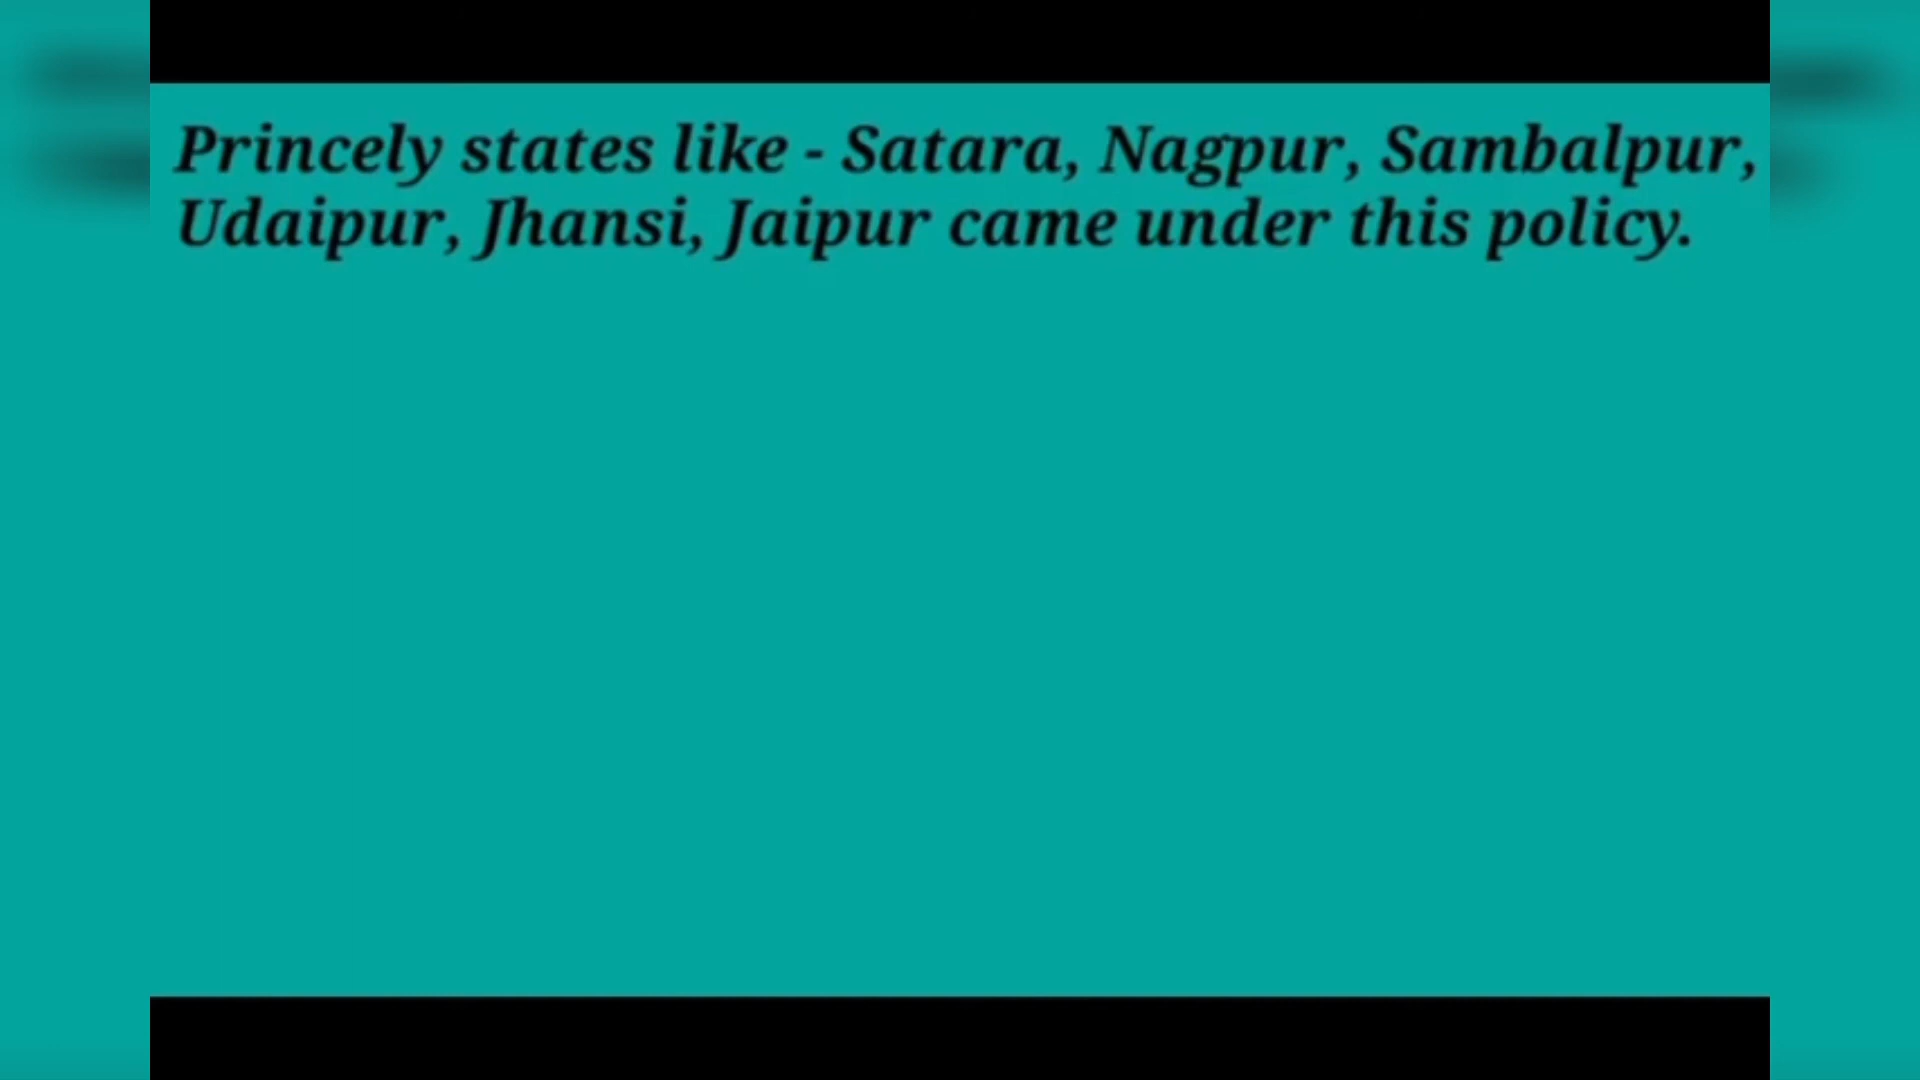 Princely states like - Satara, Nagpur, Sambalpur,
Udaipur, Jhansi, Jaipur came under this policy.